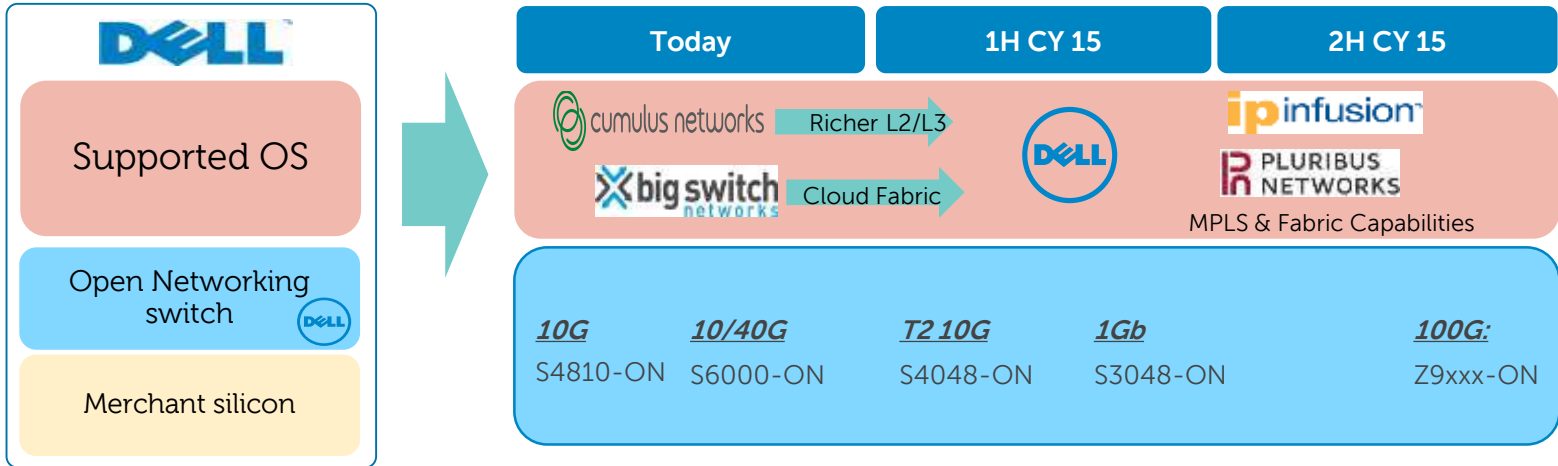 DELL
Supported OS
Open Networking
switch
DELL
Merchant silicon
Today
1H CY 15
2H CY 15
cumulus networks
Richer L2/L3
big switch
networks
Cloud Fabric
DELL
ip infusion™
PLURIBUS
NETWORKS
MPLS & Fabric Capabilities
10G
S4810-ON
10/40G
S6000-ON
T2 10G
S4048-ON
1Gb
S3048-ON
100G:
Z9xxx-ON